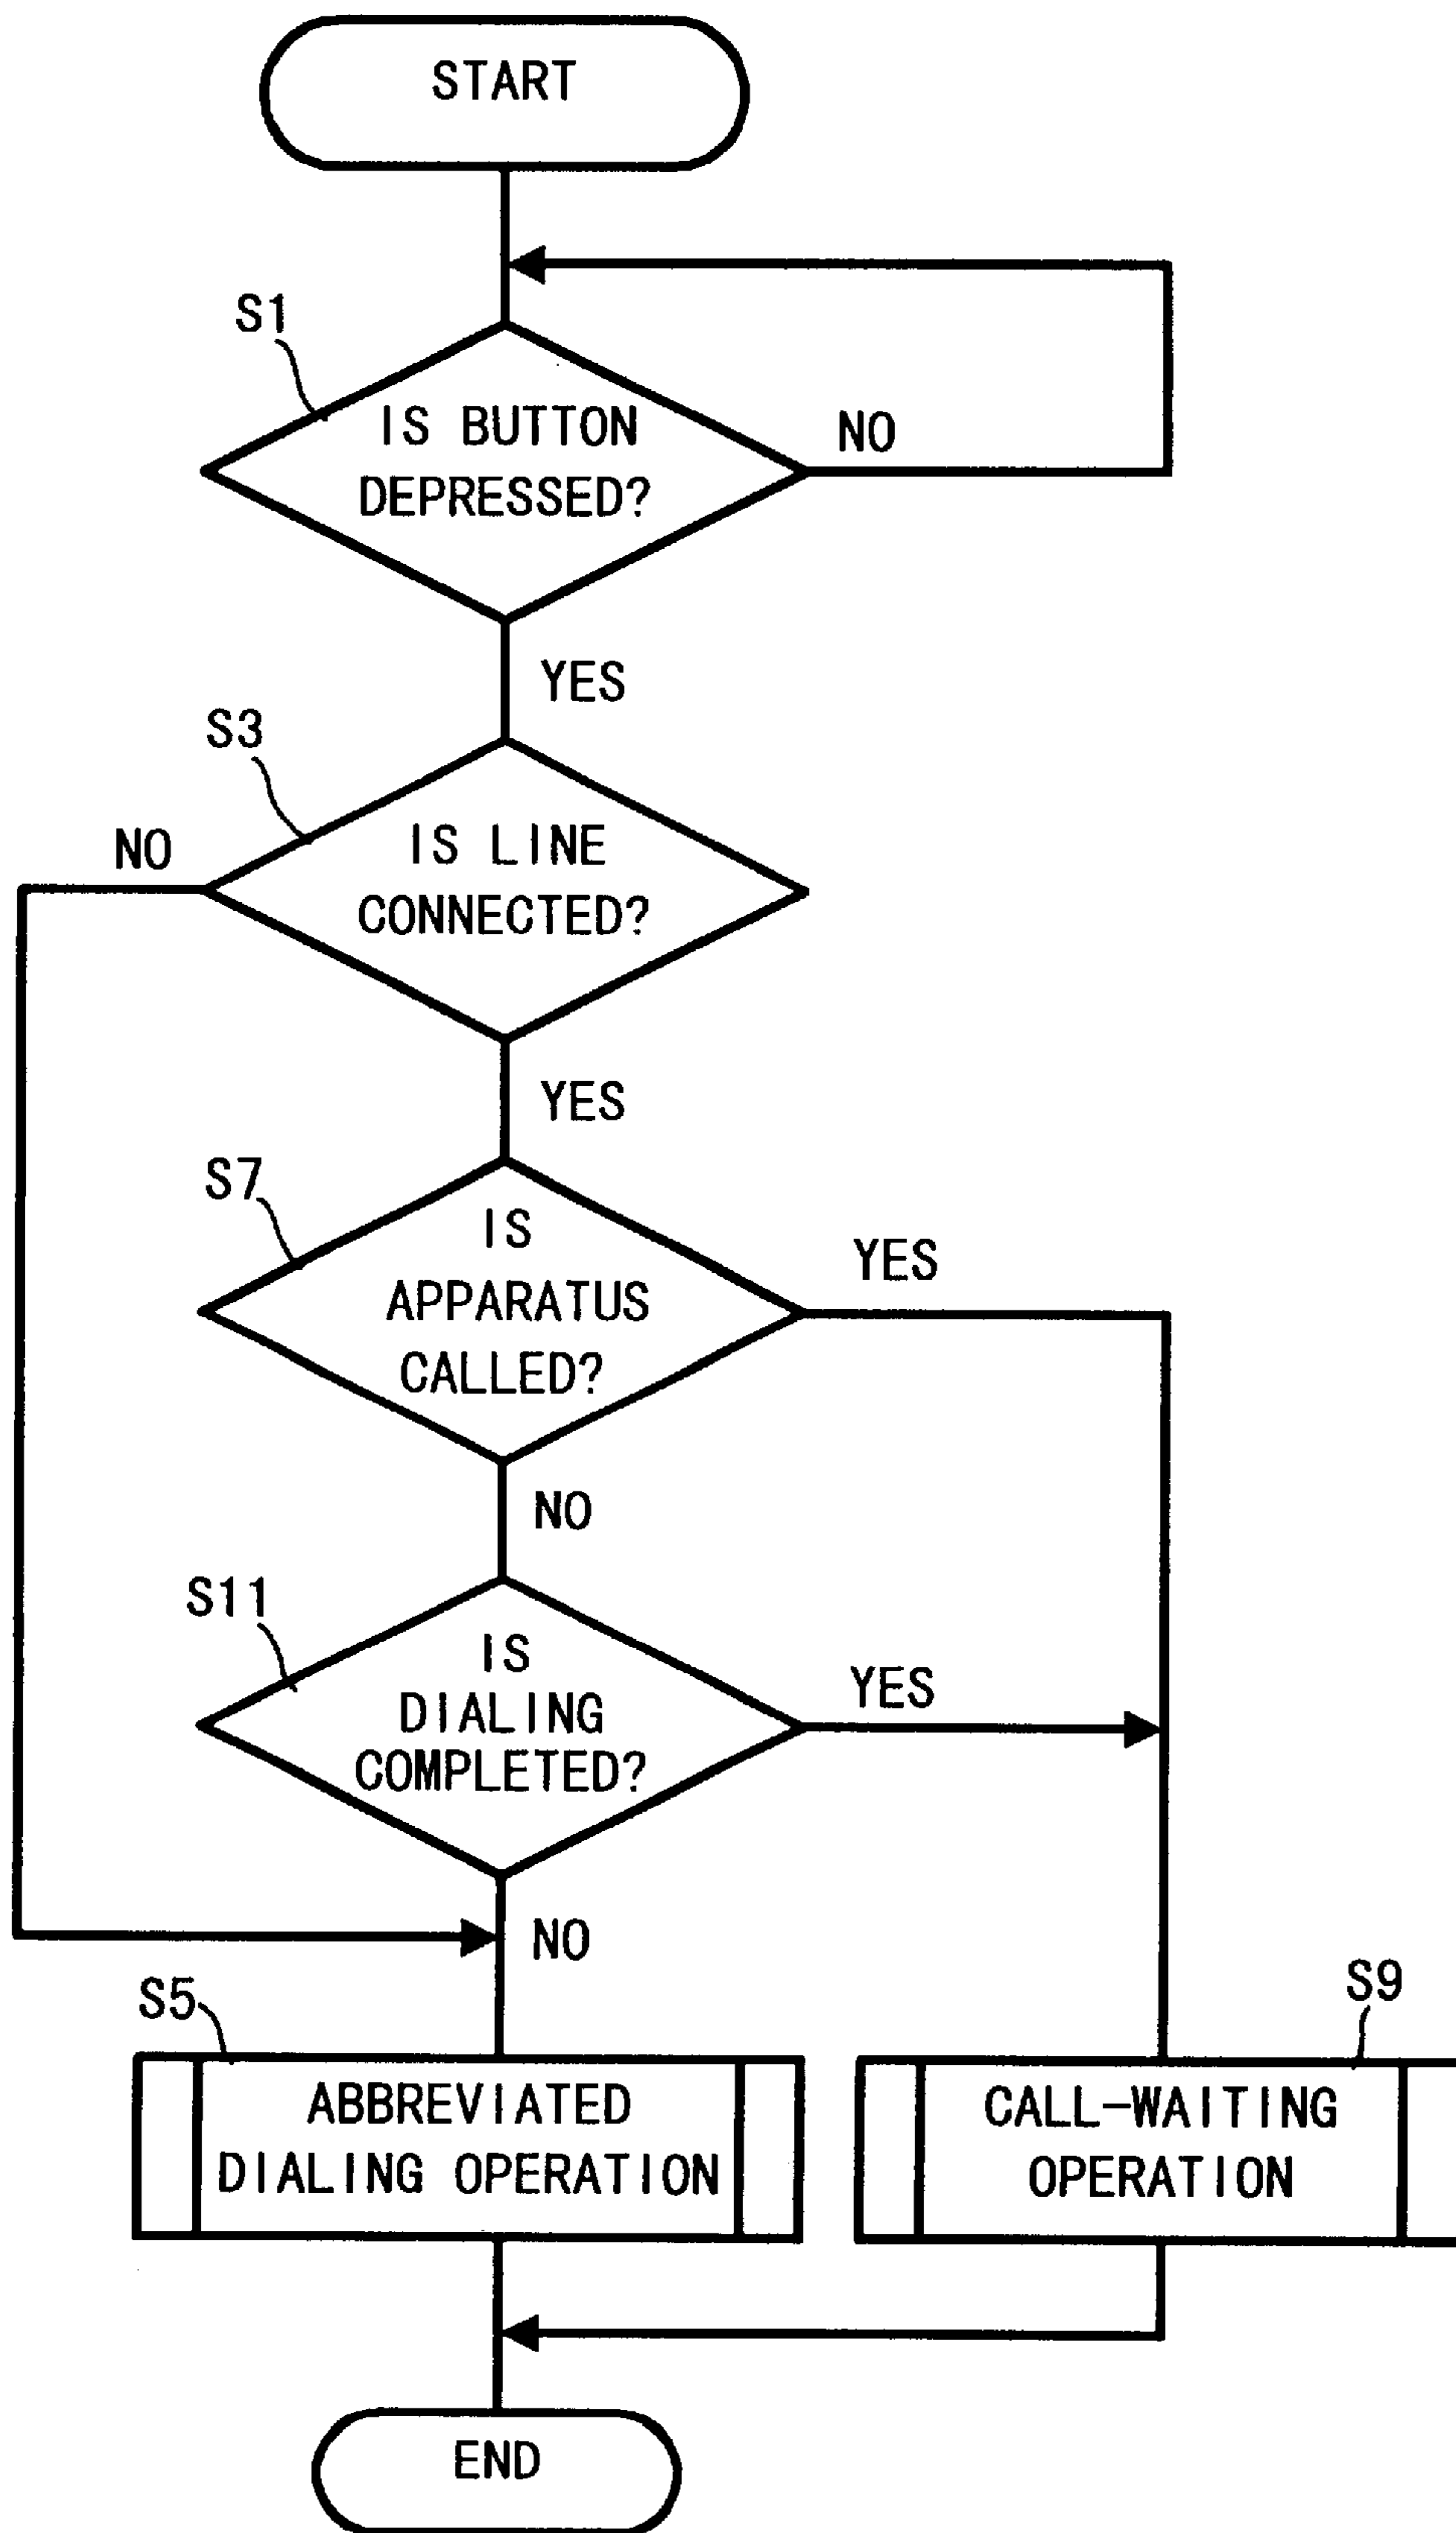 START
S1
IS BUTTON
DEPRESSED?
NO
YES
S3
NO
IS LINE
CONNECTED?
YES
S7
IS
APPARATUS
CALLED?
YES
NO
S11
IS
DIALING
COMPLETED?
YES
NO
S5
ABBREVIATED
DIALING OPERATION
S9
CALL-WAITING
OPERATION
END